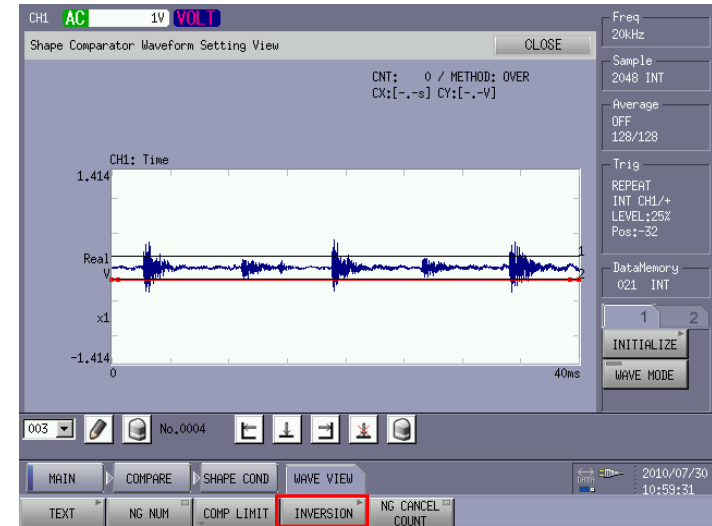 CH1 AC 1V VOLT
Shape Comparator Waveform Setting View CLOSE
CNT: 0 / METHOD: OVER
CX:[-.-s] CY:[-.-V]
CH1: Time
1.414
Real
V
x1
-1.414
1
2
0 40ms
Freq
20kHz
Sample
2048 INT
Average
OFF
128/128
Trig
REPEAT
INT CH1/+
LEVEL:25%
Pos:-32
DataMemory
021 INT
1 2
INITIALIZE
WAVE MODE
003 No.0004
MAIN COMPARE SHAPE COND WAVE VIEW
DATA
2010/07/30
10:59:31
TEXT NG NUM COMP LIMIT INVERSION NG CANCEL
COUNT